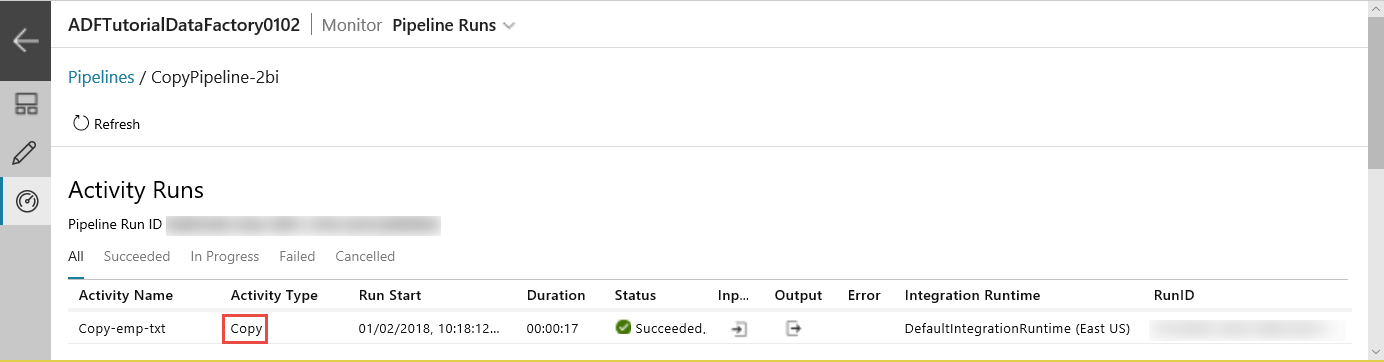 ADFTutorialDataFactory0102 Monitor Pipeline Runs
Pipelines / CopyPipeline-2bi
Refresh
Activity Runs
Pipeline Run ID
All Succeeded In Progress Failed Cancelled
Activity Name Activity Type Run Start Duration Status Inp... Output Error Integration Runtime RunID
Copy-emp-txt Copy 01/02/2018, 10:18:12... 00:00:17 Succeeded, DefaultIntegrationRuntime (East US)